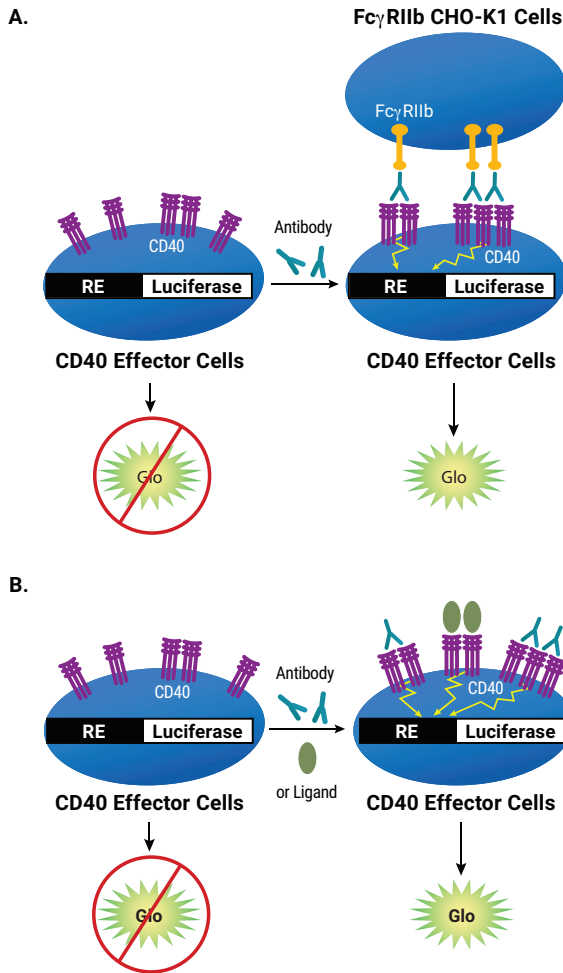 A.
FcγRIIb CHO-K1 Cells
FcγRIIb
CD40
Antibody
CD40
RE Luciferase
RE Luciferase
CD40 Effector Cells
CD40 Effector Cells
Glo
Glo
B.
CD40
Antibody
CD40
RE Luciferase
RE Luciferase
or Ligand
CD40 Effector Cells
CD40 Effector Cells
Glo
Glo